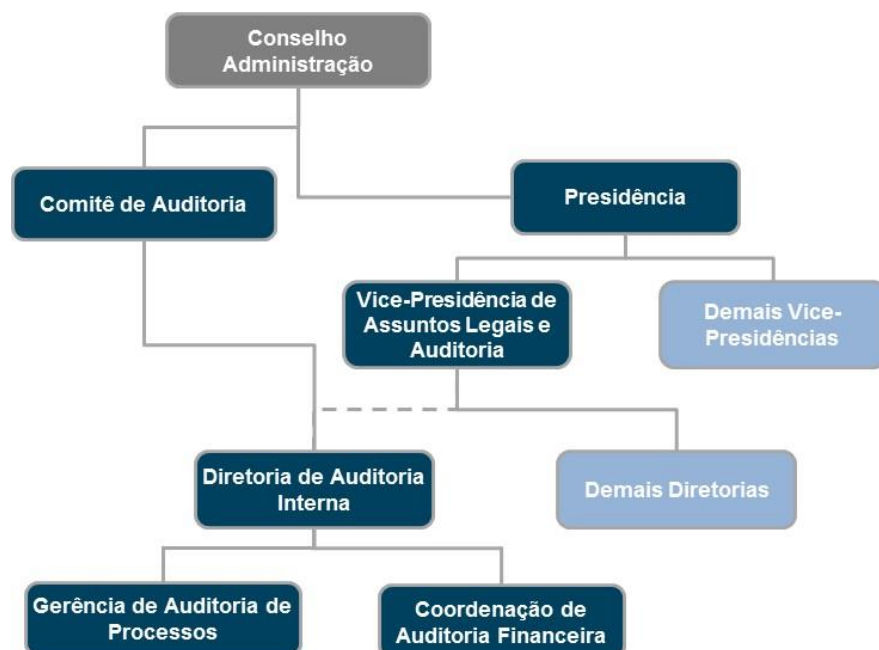 Conselho
Administração
Comitê de Auditoria
Presidência
Vice-Presidência de
Assuntos Legais e
Auditoria
Demais Vice-
Presidências
Diretoria de Auditoria
Interna
Demais Diretorias
Gerência de Auditoria de
Processos
Coordenação de
Auditoria Financeira